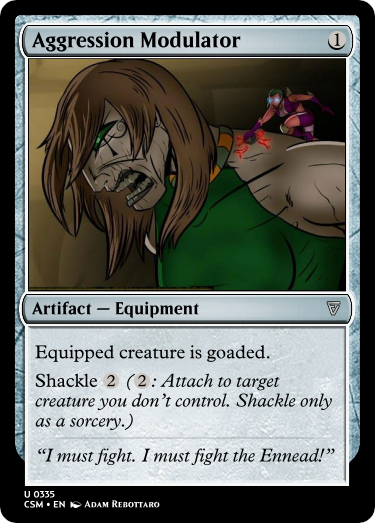 Aggression Modulator 1
Artifact — Equipment
Equipped creature is goaded.
Shackle 2 (2: Attach to target
creature you don't control. Shackle only
as a sorcery.)
"I must fight. I must fight the Ennead!"
U 0335
CSM • EN Adam Rebottaro